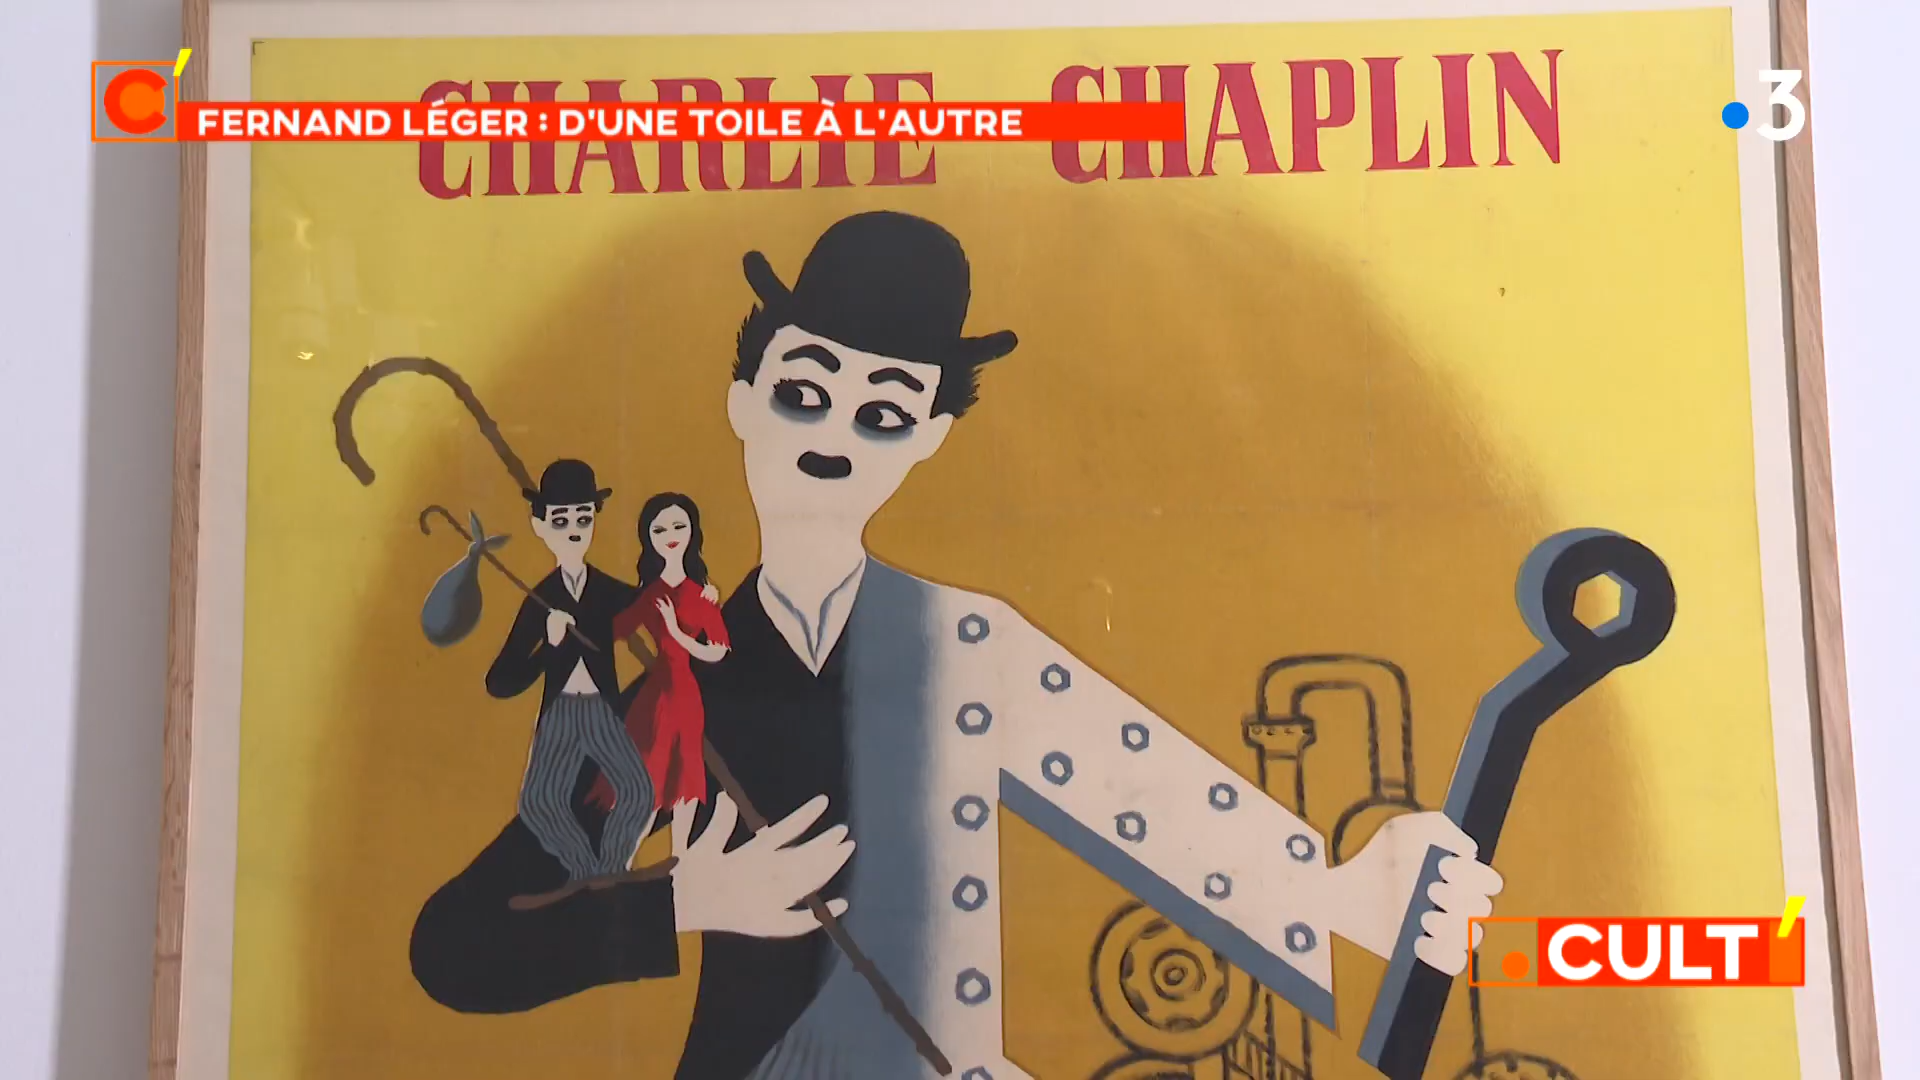 CHARLIE CHAPLIN
C'
FERNAND LÉGER : D'UNE TOILE À L'AUTRE
3
.CULT'